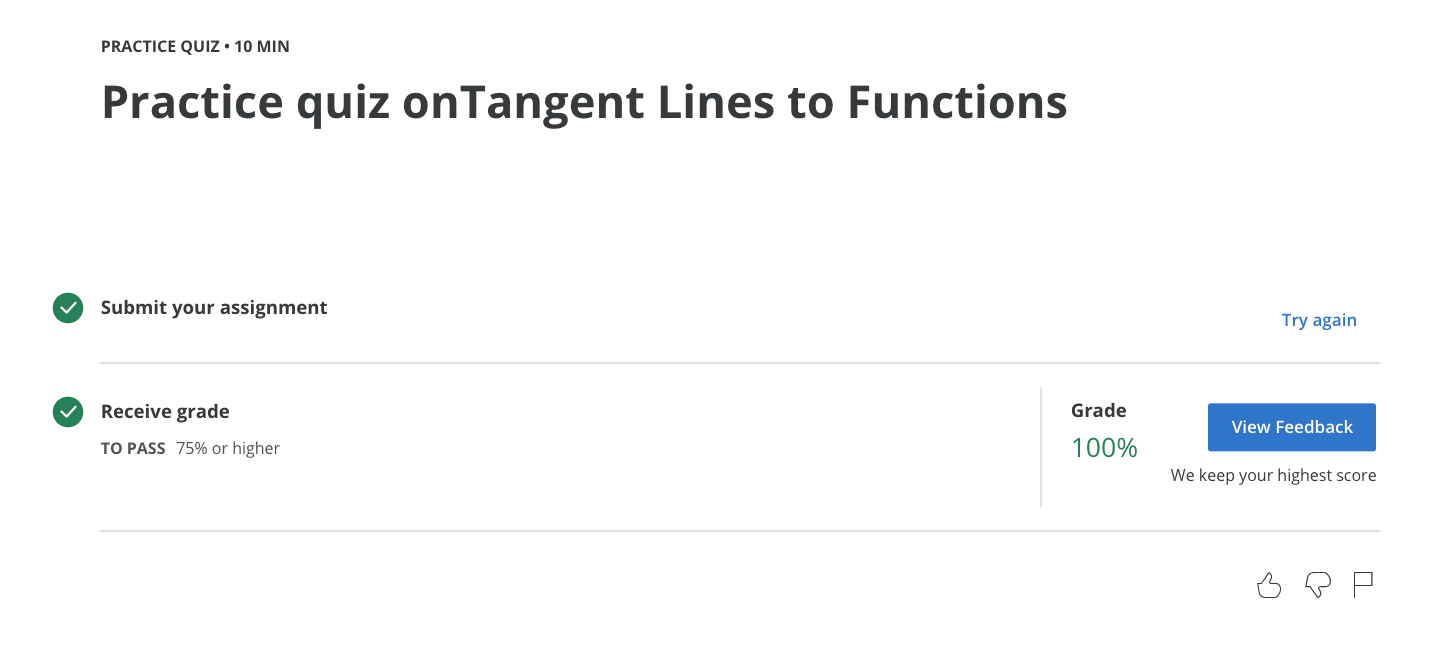 PRACTICE QUIZ • 10 MIN
Practice quiz onTangent Lines to Functions
Submit your assignment
Try again
Receive grade
TO PASS 75% or higher
Grade
100%
View Feedback
We keep your highest score